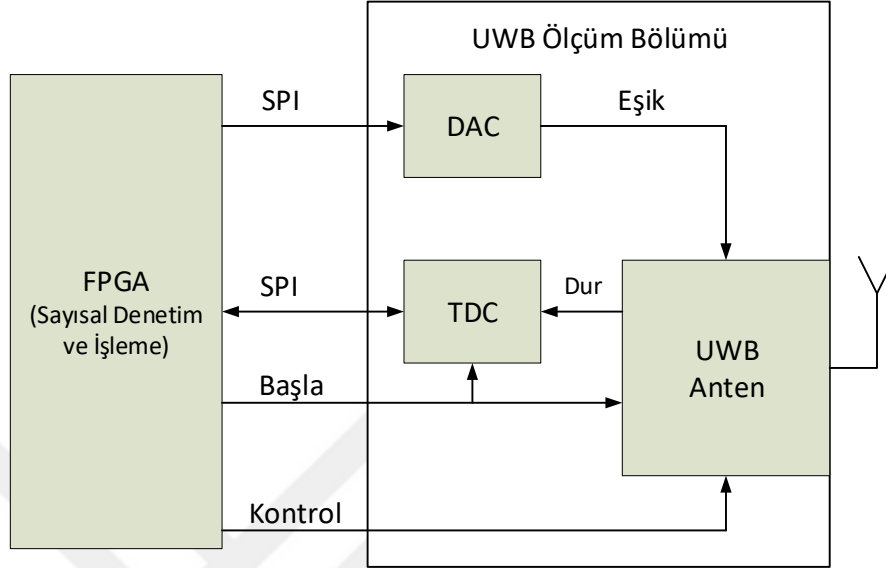 UWB Ölçüm Bölümü
SPI
DAC
Eşik
FPGA
(Sayısal Denetim
ve İşleme)
SPI
TDC
Dur
UWB
Anten
Başla
Kontrol